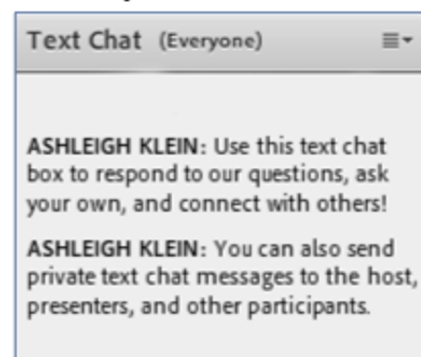 Text Chat (Everyone)
ASHLEIGH KLEIN: Use this text chat
box to respond to our questions, ask
your own, and connect with others!
ASHLEIGH KLEIN: You can also send
private text chat messages to the host,
presenters, and other participants.